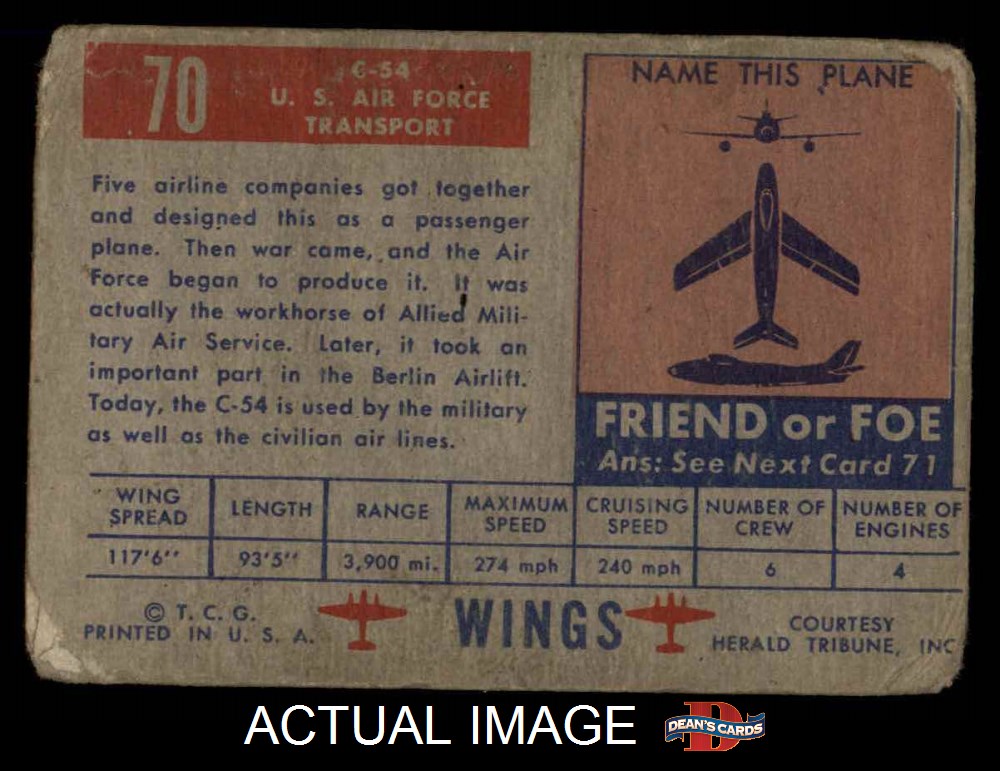 70
C-54
U. S. AIR FORCE
TRANSPORT
Five airline companies got together
and designed this as a passenger
plane. Then war came, and the Air
Force began to produce it. It was
actually the workhorse of Allied Mili-
tary Air Service. Later, it took an
important part in the Berlin Airlift.
Today, the C-54 is used by the military
as well as the civilian air lines.
NAME THIS PLANE
FRIEND or FOE
Ans: See Next Card 71
WING SPREAD LENGTH RANGE MAXIMUM SPEED CRUISING SPEED NUMBER OF CREW NUMBER OF ENGINES
117'6'' 93'5'' 3,900 mi. 274 mph 240 mph 6 4
© T. C. G.
PRINTED IN U. S. A.
WINGS
COURTESY
HERALD TRIBUNE, INC
ACTUAL IMAGE
DEAN'S CARDS